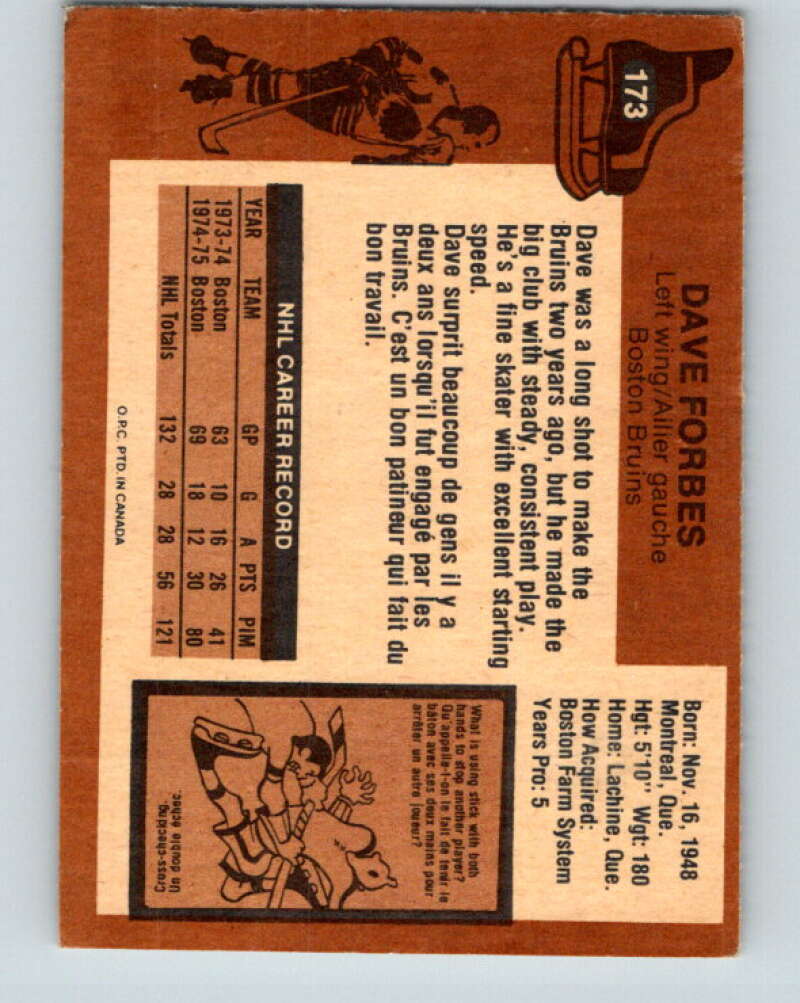 173
DAVE FORBES
Left wing/Ailier gauche
Boston Bruins
Born: Nov. 16, 1948
Montreal, Que.
Hgt: 5'10" Wgt: 180
Home: Lachine, Que.
How Acquired:
Boston Farm System
Years Pro: 5
Dave was a long shot to make the
Bruins two years ago, but he made the
big club with steady, consistent play.
He's a fine skater with excellent starting
speed.
Dave surprit beaucoup de gens il y a
deux ans lorsqu'il fut engagé par les
Bruins. C'est un bon patineur qui fait du
bon travail.
NHL CAREER RECORD
YEAR TEAM GP G A PTS PIM
1973-74 Boston 63 10 16 26 41
1974-75 Boston 69 18 12 30 80
NHL Totals 132 28 28 56 121
What is using stick with both
hands to stop another player?
Qu'appelle-t-on le fait de tenir le
bâton avec ses deux mains pour
arrêter un autre joueur?
Cross-checking.
Un double échec.
O.P.C. PTD. IN CANADA